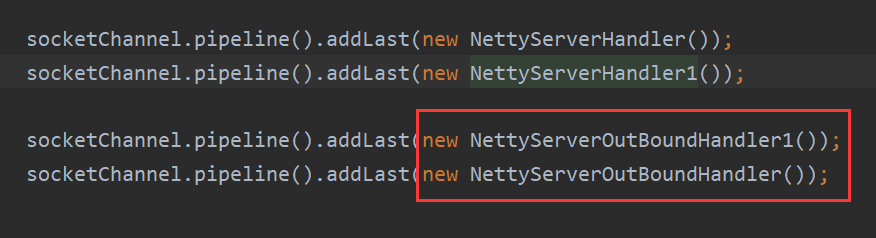 socketChannel.pipeline().addLast(new NettyServerHandler());
socketChannel.pipeline().addLast(new NettyServerHandler1());
socketChannel.pipeline().addLast(new NettyServerOutBoundHandler1());
socketChannel.pipeline().addLast(new NettyServerOutBoundHandler());